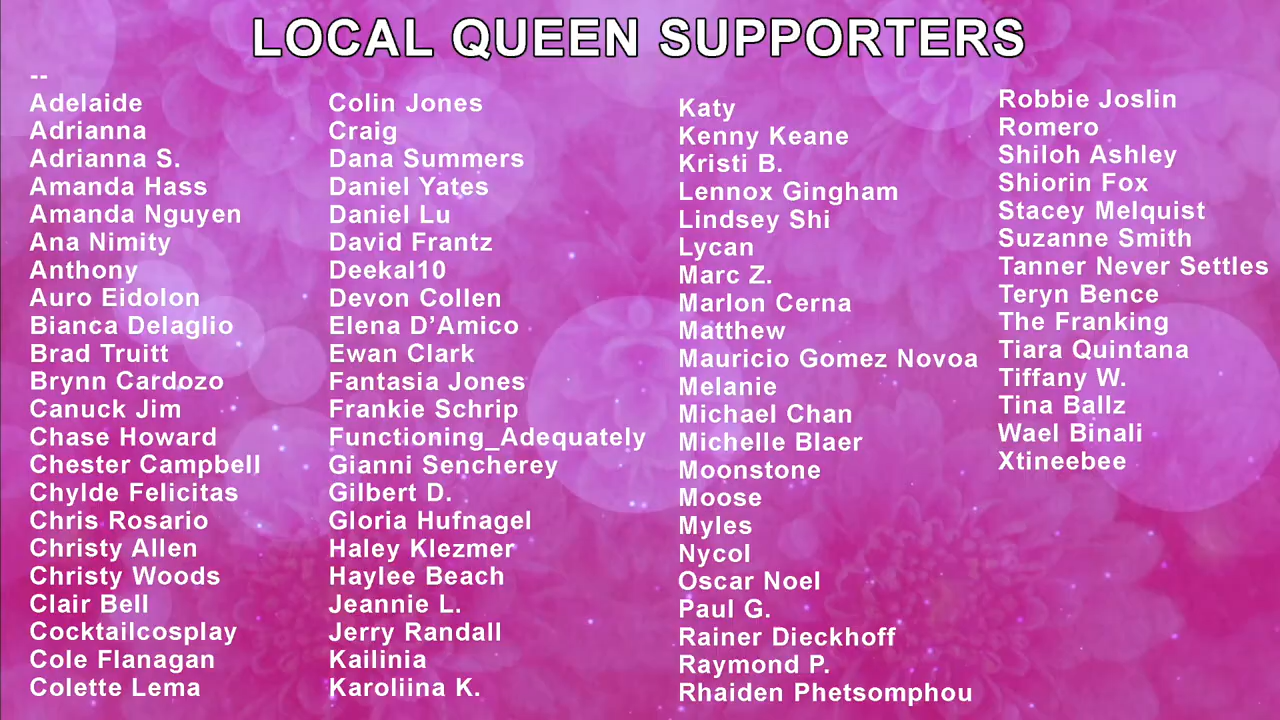 LOCAL QUEEN SUPPORTERS
--
Adelaide
Adrianna
Adrianna S.
Amanda Hass
Amanda Nguyen
Ana Nimity
Anthony
Auro Eidolon
Bianca Delaglio
Brad Truitt
Brynn Cardozo
Canuck Jim
Chase Howard
Chester Campbell
Chylde Felicitas
Chris Rosario
Christy Allen
Christy Woods
Clair Bell
Cocktailcosplay
Cole Flanagan
Colette Lema
Colin Jones
Craig
Dana Summers
Daniel Yates
Daniel Lu
David Frantz
Deekal10
Devon Collen
Elena D’Amico
Ewan Clark
Fantasia Jones
Frankie Schrip
Functioning_Adequately
Gianni Sencherey
Gilbert D.
Gloria Hufnagel
Haley Klezmer
Haylee Beach
Jeannie L.
Jerry Randall
Kailinia
Karoliina K.
Katy
Kenny Keane
Kristi B.
Lennox Gingham
Lindsey Shi
Lycan
Marc Z.
Marlon Cerna
Matthew
Mauricio Gomez Novoa
Melanie
Michael Chan
Michelle Blaer
Moonstone
Moose
Myles
Nycol
Oscar Noel
Paul G.
Rainer Dieckhoff
Raymond P.
Rhaiden Phetsomphou
Robbie Joslin
Romero
Shiloh Ashley
Shiorin Fox
Stacey Melquist
Suzanne Smith
Tanner Never Settles
Teryn Bence
The Franking
Tiara Quintana
Tiffany W.
Tina Ballz
Wael Binali
Xtineebee